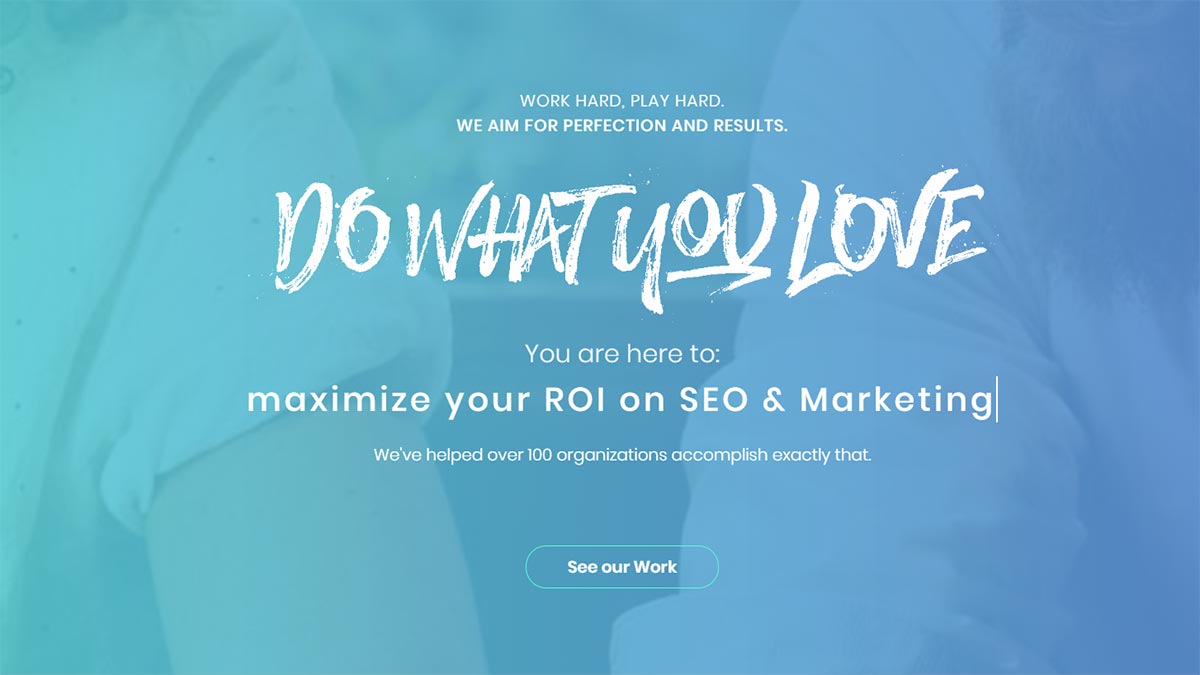 WORK HARD, PLAY HARD.
WE AIM FOR PERFECTION AND RESULTS.
DO WHAT YOU LOVE
You are here to:
maximize your ROI on SEO & Marketing
We've helped over 100 organizations accomplish exactly that.
See our Work